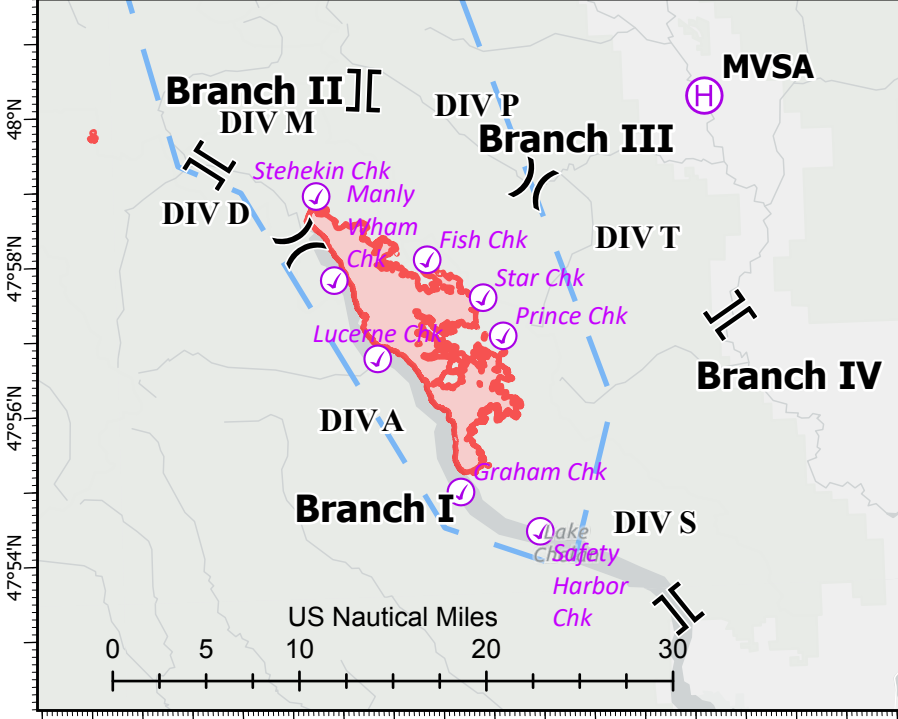 MVSA
H
Branch II
DIV P
DIV M
Branch III
Stehekin Chk
Manly
Wham
Chk
DIV D
Fish Chk
DIV T
Star Chk
Prince Chk
Lucerne Chk
Branch IV
DIV A
Graham Chk
Branch I
DIV S
Lake
Safety
Harbor
Chk
US Nautical Miles
0 5 10 20 30
48°N
47°58'N
47°56'N
47°54'N